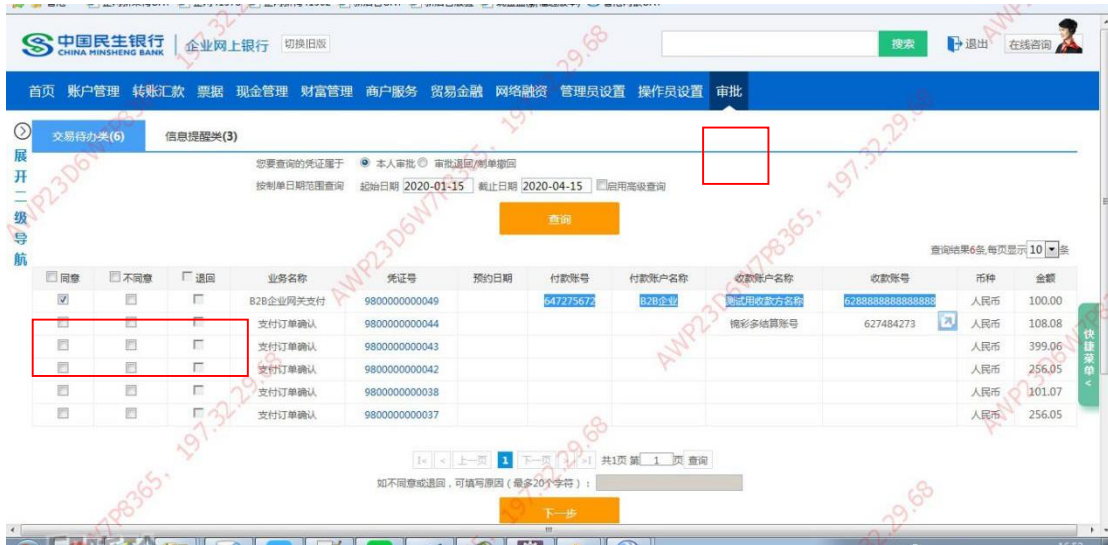 中国民生银行 企业网上银行 切换旧版 搜索 退出 在线咨询
CHINA MINSHENG BANK
首页 账户管理 转账汇款 票据 现金管理 财富管理 商户服务 贸易金融 网络融资 管理员设置 操作员设置 审批
展开二级导航
交易待办类(6) 信息提醒类(3)
您要查询的凭证属于 本人审批 审批退回/制单撤回
按制单日期范围查询 起始日期 2020-01-15 截止日期 2020-04-15 启用高级查询
查询
查询结果6条,每页显示 10 条
同意 不同意 退回 业务名称 凭证号 预约日期 付款账号 付款账户名称 收款账户名称 收款账号 币种 金额
B2B企业网关支付 9800000000049 647275672 B2B企业 测试用收款方名称 6288888888888888 人民币 100.00
支付订单确认 9800000000044 揽彩多结算账号 627484273 人民币 108.08
支付订单确认 9800000000043 人民币 399.06
支付订单确认 9800000000042 人民币 256.05
支付订单确认 9800000000038 人民币 101.07
支付订单确认 9800000000037 人民币 256.05
快捷菜单 <
|< < 上一页 1 下一页 > >| 共1页 第 1 页 查询
如不同意或退回，可填写原因（最多20个字符）：
下一步
AWP23D6W7P8365, 197.32.29.68